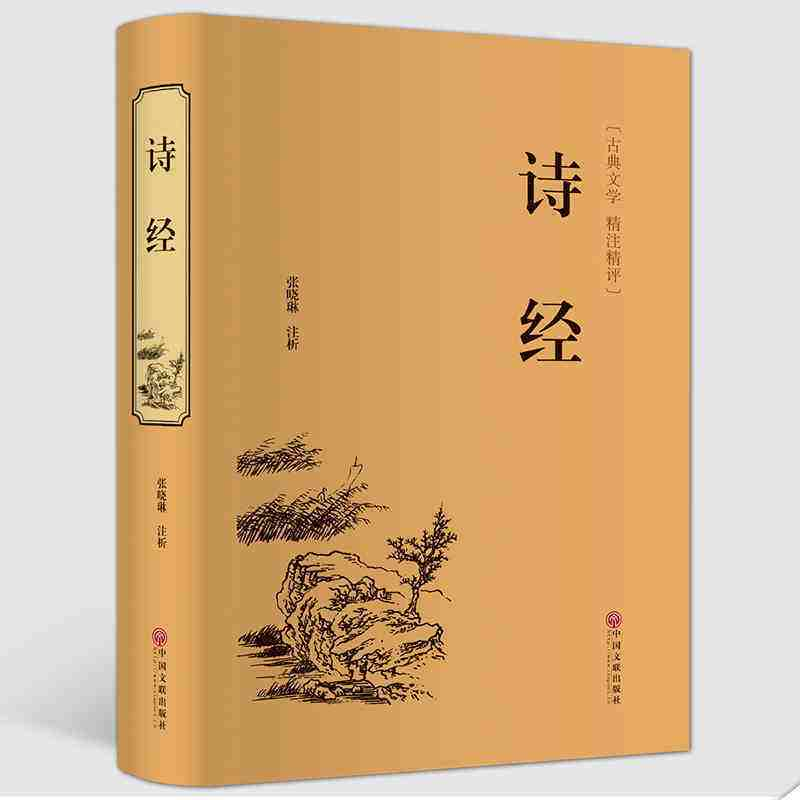 诗经
张晓琳 注析
中国文联出版社
[古典文学 精注精评]
诗经
张晓琳 注析
中国文联出版社